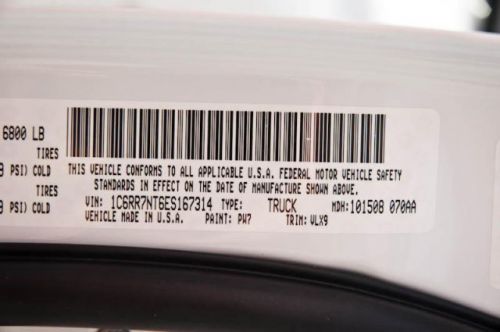 6800 LB
TIRES
PSI) COLD
TIRES
PSI) COLD
THIS VEHICLE CONFORMS TO ALL APPLICABLE U.S.A. FEDERAL MOTOR VEHICLE SAFETY
STANDARDS IN EFFECT ON THE DATE OF MANUFACTURE SHOWN ABOVE.
VIN: 1C6RR7NT6ES167314 TYPE: TRUCK MDH: 101508 070AA
VEHICLE MADE IN U.S.A. PAINT: PW7 TRIM: VLX9